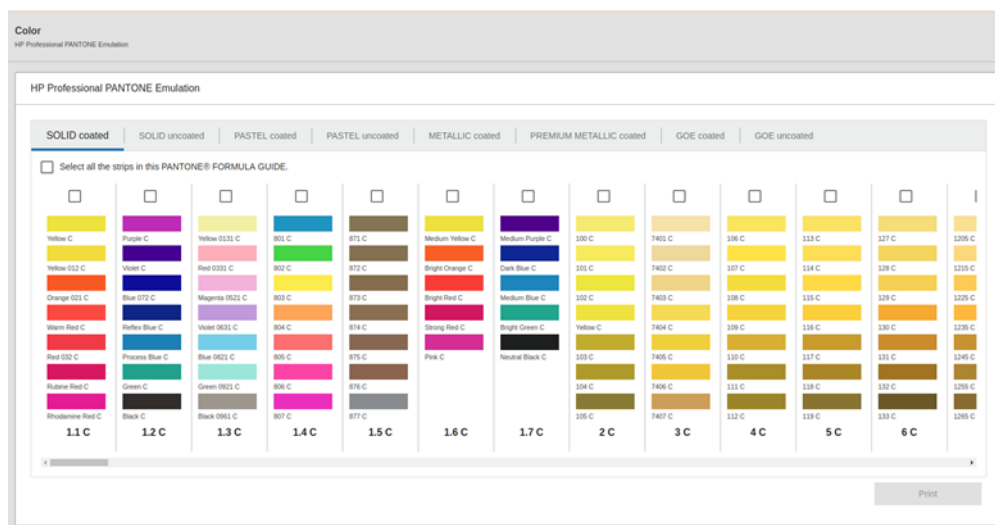 Color
HP Professional PANTONE Emulation
HP Professional PANTONE Emulation
SOLID coated SOLID uncoated PASTEL coated PASTEL uncoated METALLIC coated PREMIUM METALLIC coated GOE coated GOE uncoated
Select all the strips in this PANTONE® FORMULA GUIDE.
Yellow C Purple C Yellow 0131 C 801 C 871 C Medium Yellow C Medium Purple C 100 C 7401 C 106 C 113 C 127 C 1205 C
Yellow 012 C Violet C Red 0331 C 802 C 872 C Bright Orange C Dark Blue C 101 C 7402 C 107 C 114 C 128 C 1215 C
Orange 021 C Blue 072 C Magenta 0521 C 803 C 873 C Bright Red C Medium Blue C 102 C 7403 C 108 C 115 C 129 C 1225 C
Warm Red C Reflex Blue C Violet 0631 C 804 C 874 C Strong Red C Bright Green C Yellow C 7404 C 109 C 116 C 130 C 1235 C
Red 032 C Process Blue C Blue 0821 C 805 C 875 C Pink C Neutral Black C 103 C 7405 C 110 C 117 C 131 C 1245 C
Rubine Red C Green C Green 0921 C 806 C 876 C 104 C 7406 C 111 C 118 C 132 C 1255 C
Rhodamine Red C Black C Black 0961 C 807 C 877 C 105 C 7407 C 112 C 119 C 133 C 1265 C
1.1 C 1.2 C 1.3 C 1.4 C 1.5 C 1.6 C 1.7 C 2 C 3 C 4 C 5 C 6 C
Print